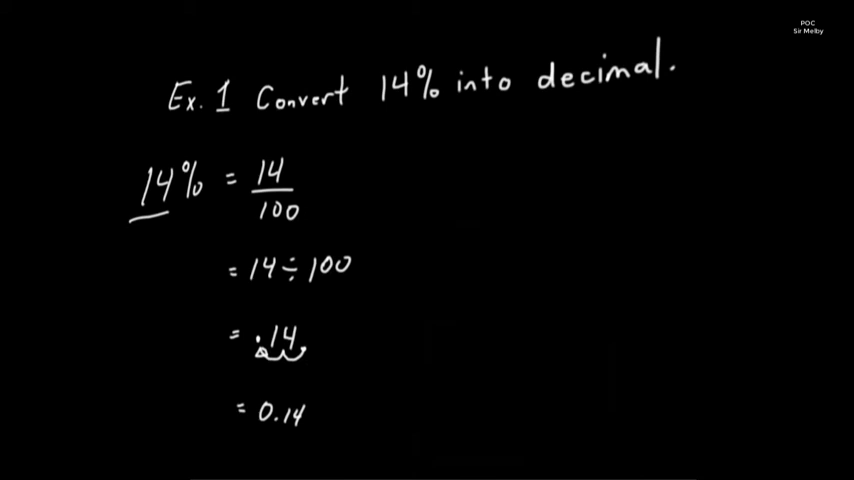 POC
Sir Melby
Ex. 1 Convert 14% into decimal.
14% = 14/100
= 14 ÷ 100
= .14
= 0.14